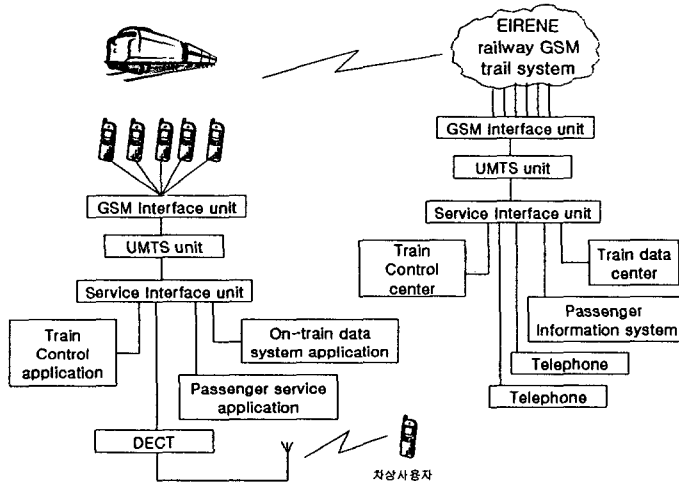 EIRENE
railway GSM
trail system
GSM Interface unit
UMTS unit
Service Interface unit
Train
Control
center
Train data
center
Passenger
Information system
Telephone
Telephone
GSM Interface unit
UMTS unit
Service Interface unit
Train
Control
application
On-train data
system application
Passenger service
application
DECT
차상사용자